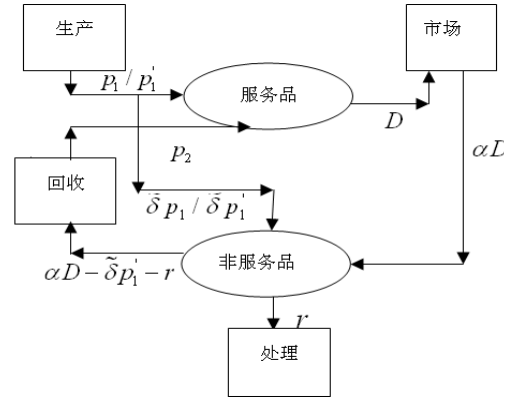 生产
市场
p₁ / p₁'
服务品
D
αD
p₂
回收
δ̃ p₁ / δ̃ p₁'
非服务品
αD − δ̃p₁' − r
r
处理